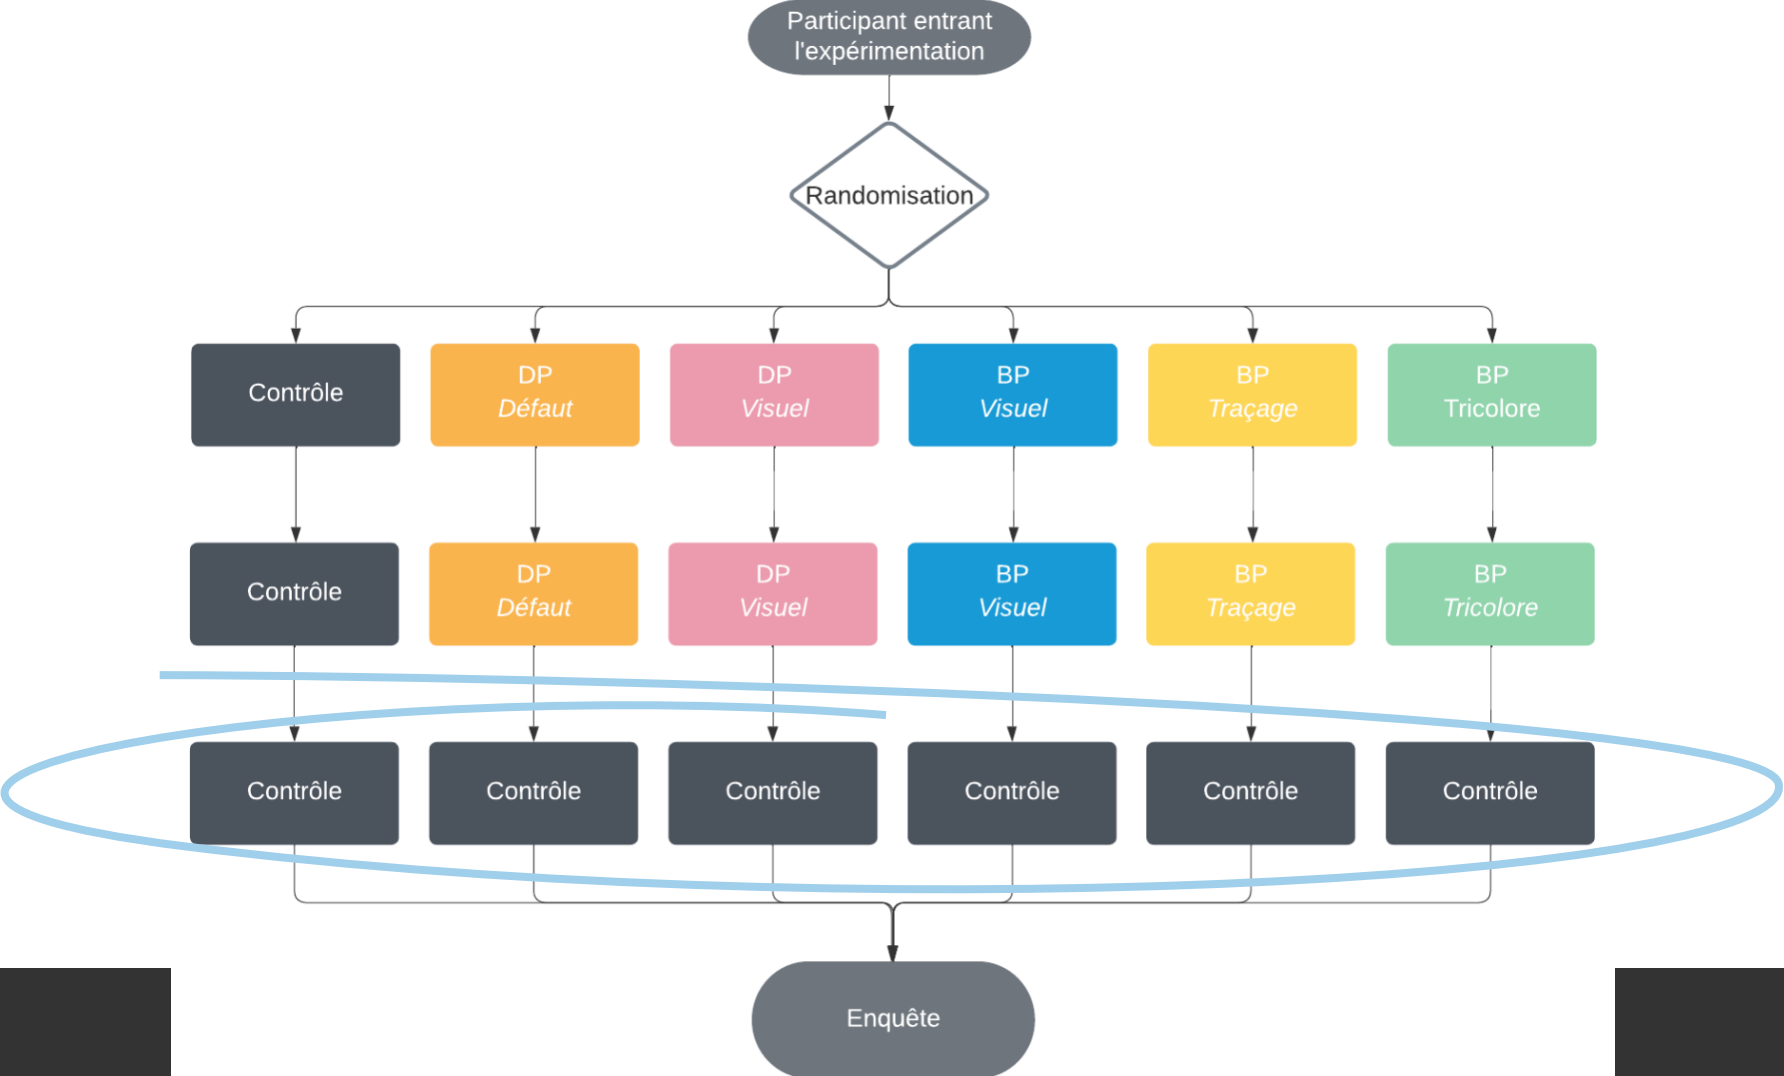 Participant entrant
l'expérimentation
Randomisation
Contrôle
DP
Défaut
DP
Visuel
BP
Visuel
BP
Traçage
BP
Tricolore
Contrôle
DP
Défaut
DP
Visuel
BP
Visuel
BP
Traçage
BP
Tricolore
Contrôle
Contrôle
Contrôle
Contrôle
Contrôle
Contrôle
Enquête